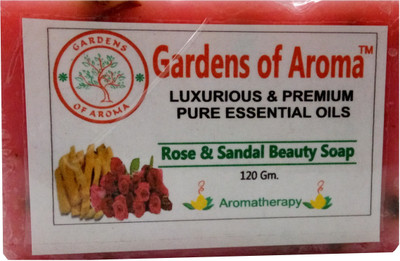 GARDENS
OF AROMA
Gardens of Aroma™
LUXURIOUS & PREMIUM
PURE ESSENTIAL OILS
Rose & Sandal Beauty Soap
120 Gm.
Aromatherapy